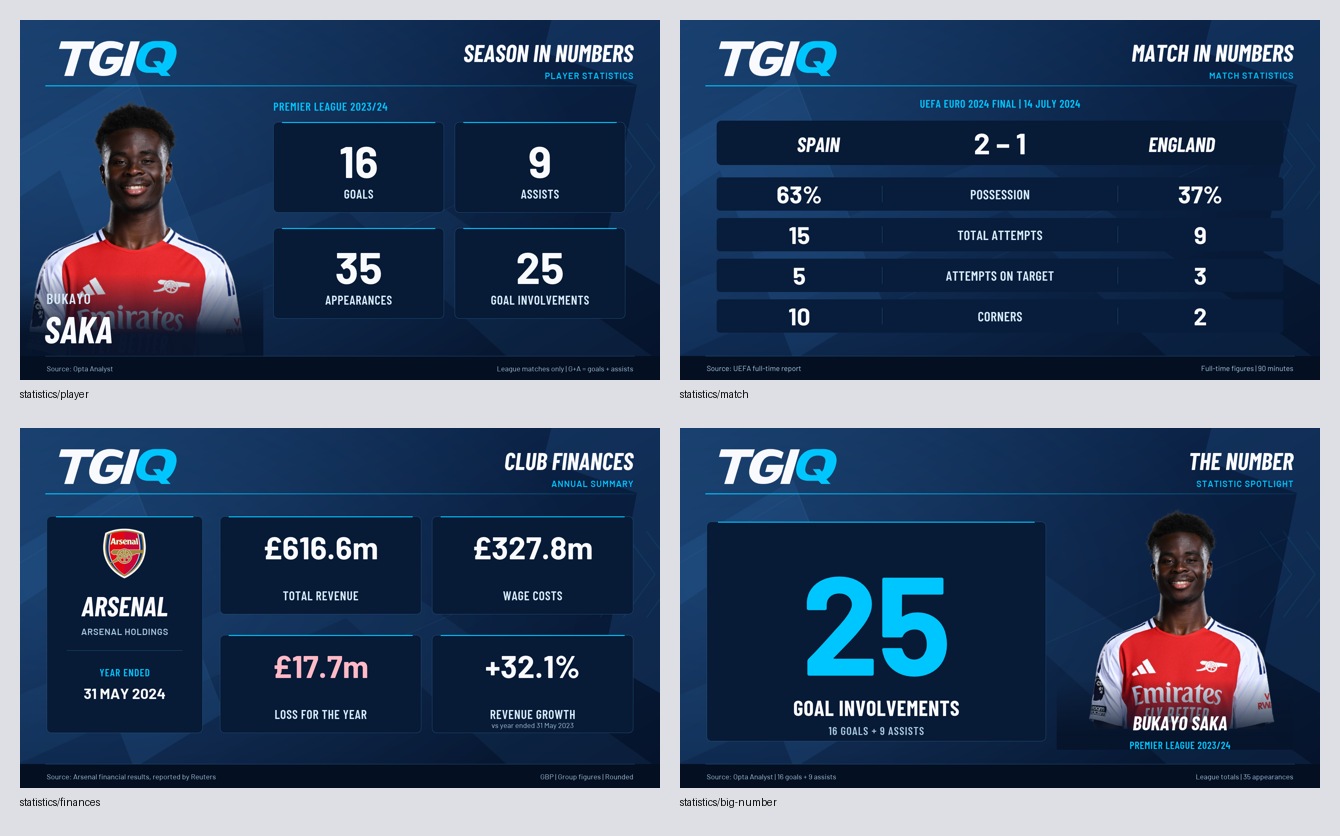 TGIQ
SEASON IN NUMBERS
PLAYER STATISTICS
PREMIER LEAGUE 2023/24
16
GOALS
9
ASSISTS
35
APPEARANCES
25
GOAL INVOLVEMENTS
Emirates
BUKAYO
SAKA
Source: Opta Analyst
League matches only | G+A = goals + assists
statistics/player
TGIQ
MATCH IN NUMBERS
MATCH STATISTICS
UEFA EURO 2024 FINAL | 14 JULY 2024
SPAIN
2 – 1
ENGLAND
63%
POSSESSION
37%
15
TOTAL ATTEMPTS
9
5
ATTEMPTS ON TARGET
3
10
CORNERS
2
Source: UEFA full-time report
Full-time figures | 90 minutes
statistics/match
TGIQ
CLUB FINANCES
ANNUAL SUMMARY
Arsenal
ARSENAL
ARSENAL HOLDINGS
YEAR ENDED
31 MAY 2024
£616.6m
TOTAL REVENUE
£327.8m
WAGE COSTS
£17.7m
LOSS FOR THE YEAR
+32.1%
REVENUE GROWTH
vs year ended 31 May 2023
Source: Arsenal financial results, reported by Reuters
GBP | Group figures | Rounded
statistics/finances
TGIQ
THE NUMBER
STATISTIC SPOTLIGHT
25
GOAL INVOLVEMENTS
16 GOALS + 9 ASSISTS
Emirates
FLY BETTER
BUKAYO SAKA
PREMIER LEAGUE 2023/24
Source: Opta Analyst | 16 goals + 9 assists
League totals | 35 appearances
statistics/big-number